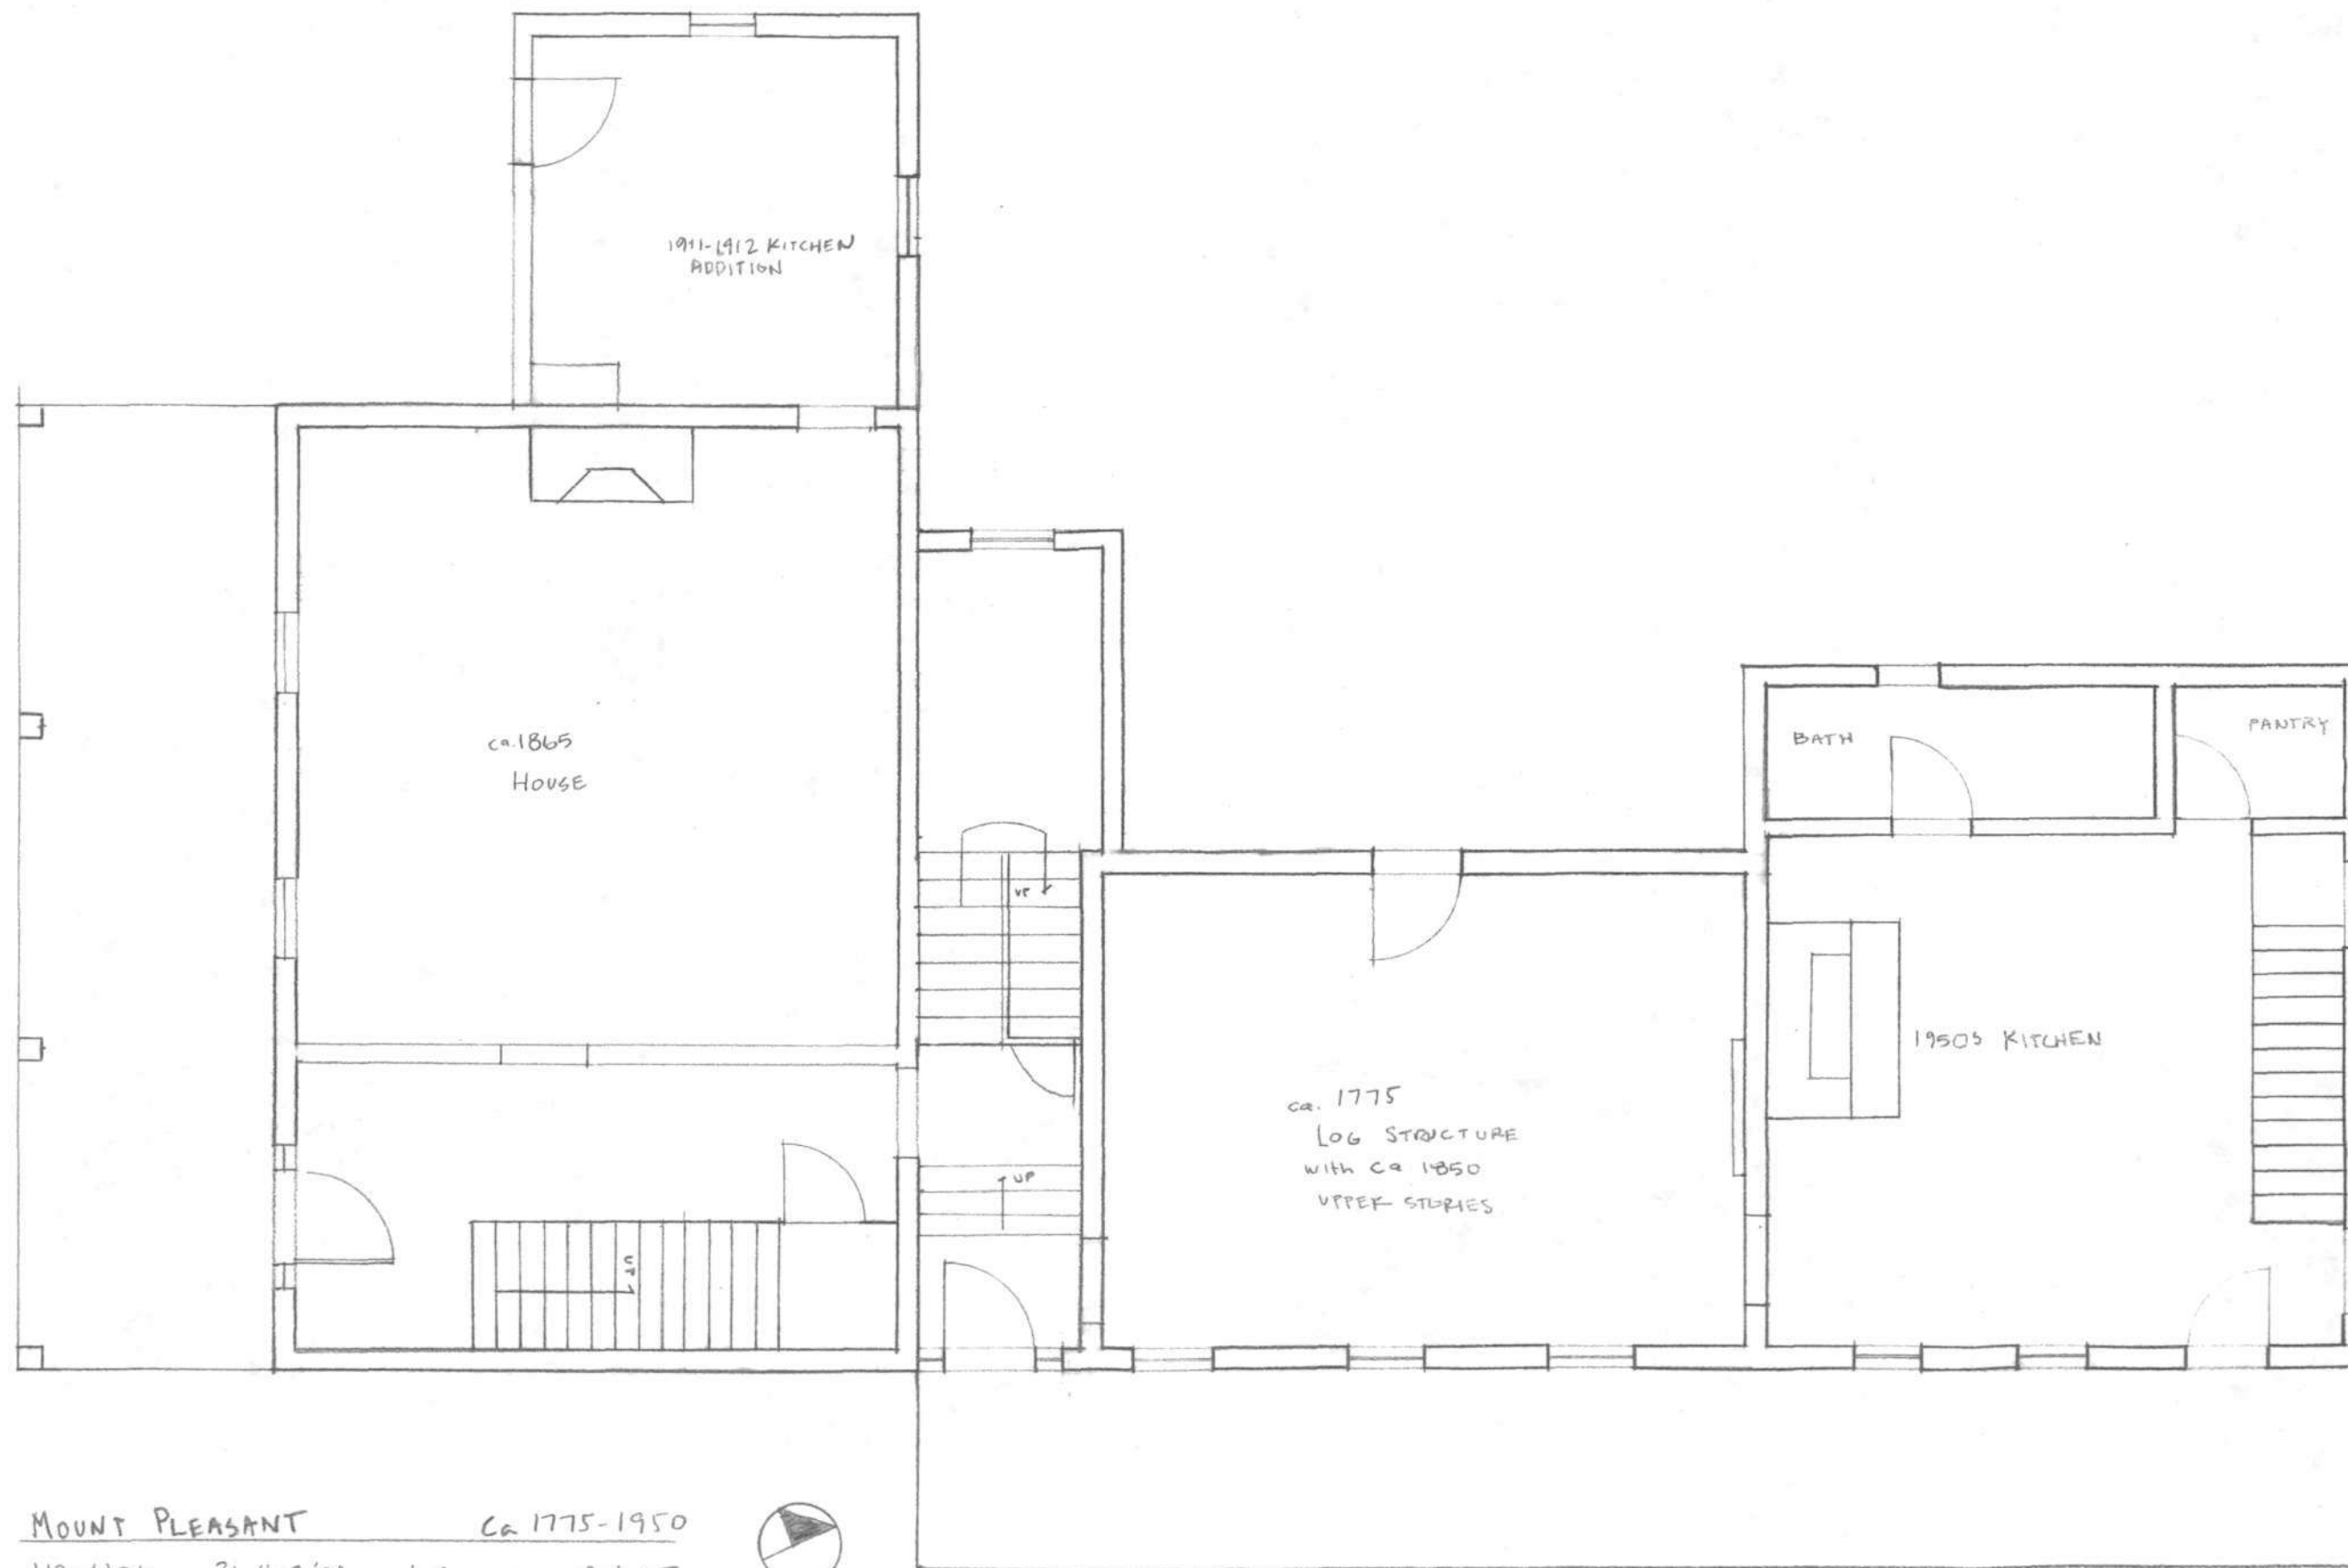 1911-1912 KITCHEN
ADDITION
ca. 1865
HOUSE
BATH
PANTRY
UP
1950s KITCHEN
ca. 1775
LOG STRUCTURE
with ca 1850
UPPER STORIES
UP
UP
MOUNT PLEASANT ca 1775-1950